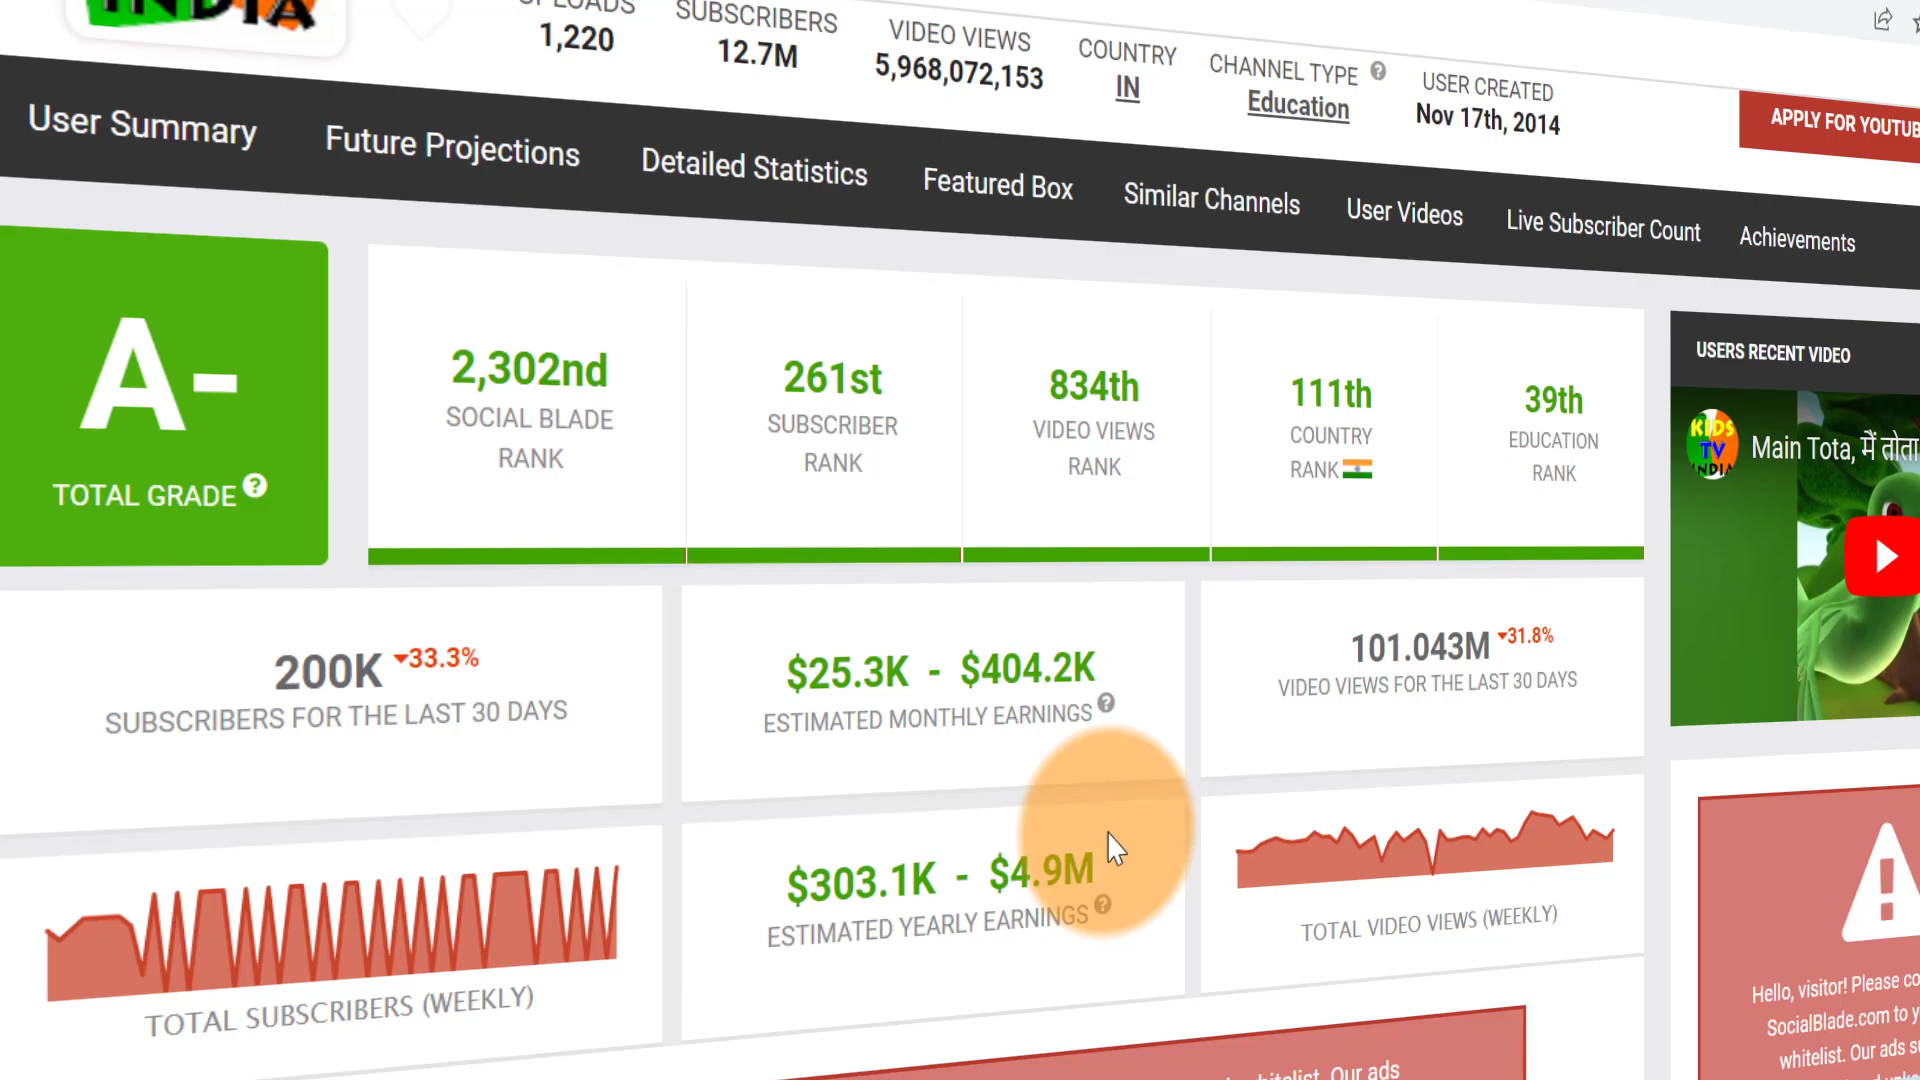 INDIA
UPLOADS
1,220
SUBSCRIBERS
12.7M
VIDEO VIEWS
5,968,072,153
COUNTRY
IN
CHANNEL TYPE ?
Education
USER CREATED
Nov 17th, 2014
APPLY FOR YOUTUB
User Summary
Future Projections
Detailed Statistics
Featured Box
Similar Channels
User Videos
Live Subscriber Count
Achievements
A-
TOTAL GRADE ?
2,302nd
SOCIAL BLADE
RANK
261st
SUBSCRIBER
RANK
834th
VIDEO VIEWS
RANK
111th
COUNTRY
RANK
39th
EDUCATION
RANK
USERS RECENT VIDEO
KIDS
TV
INDIA
Main Tota, मैं तोता
200K 33.3%
SUBSCRIBERS FOR THE LAST 30 DAYS
$25.3K - $404.2K
ESTIMATED MONTHLY EARNINGS ?
101.043M 31.8%
VIDEO VIEWS FOR THE LAST 30 DAYS
TOTAL SUBSCRIBERS (WEEKLY)
$303.1K - $4.9M
ESTIMATED YEARLY EARNINGS ?
TOTAL VIDEO VIEWS (WEEKLY)
Hello, visitor! Please co
SocialBlade.com to y
whitelist. Our ads su
whitelist. Our ads